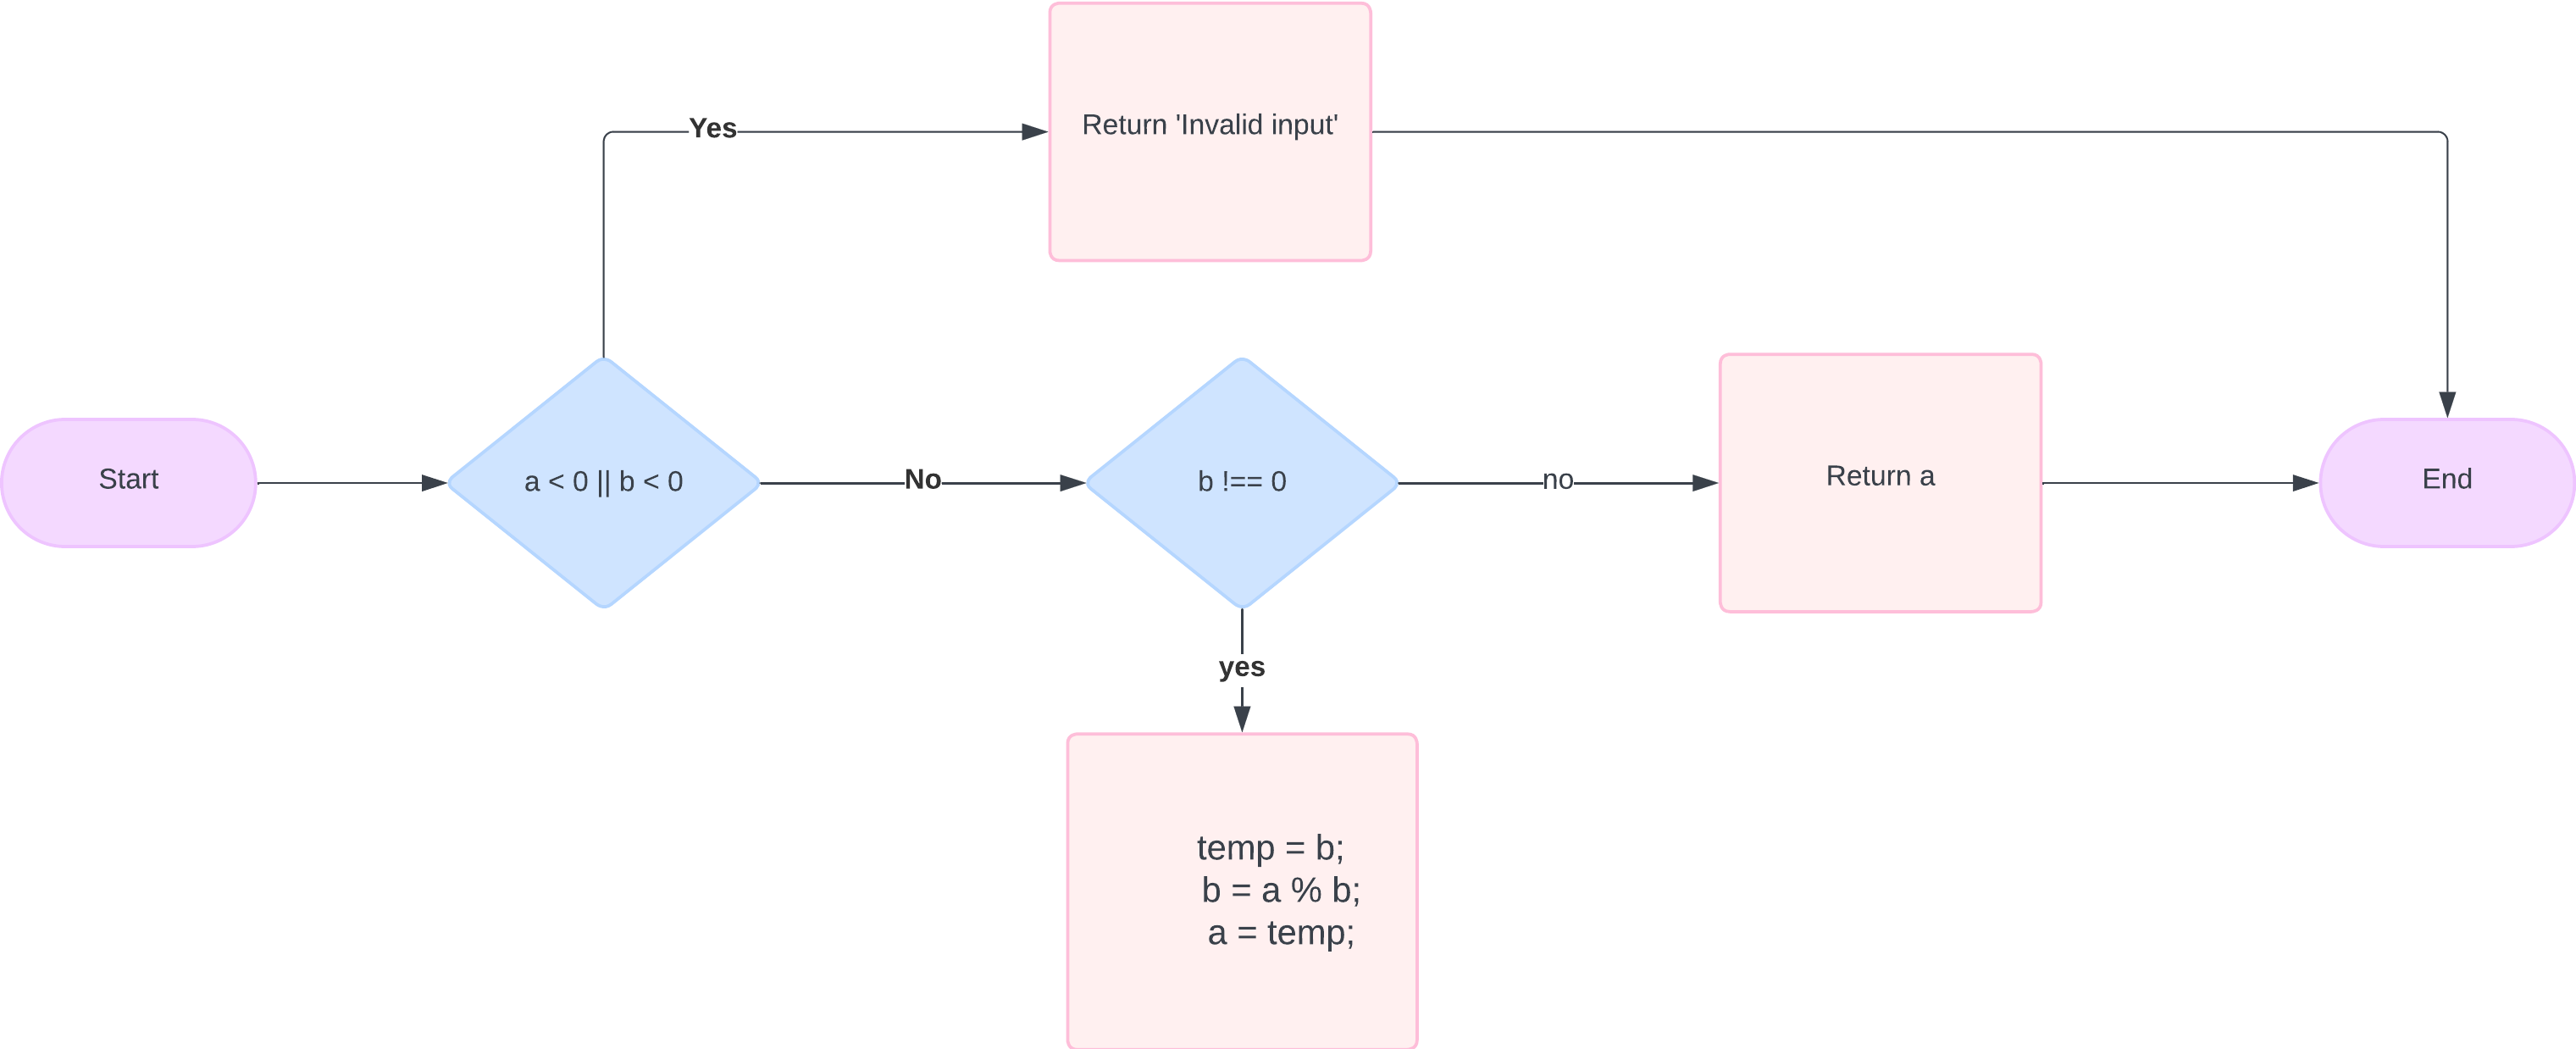 Yes
Return 'Invalid input'
Start
a < 0 || b < 0
No
b !== 0
no
Return a
End
yes
temp = b;
b = a % b;
a = temp;